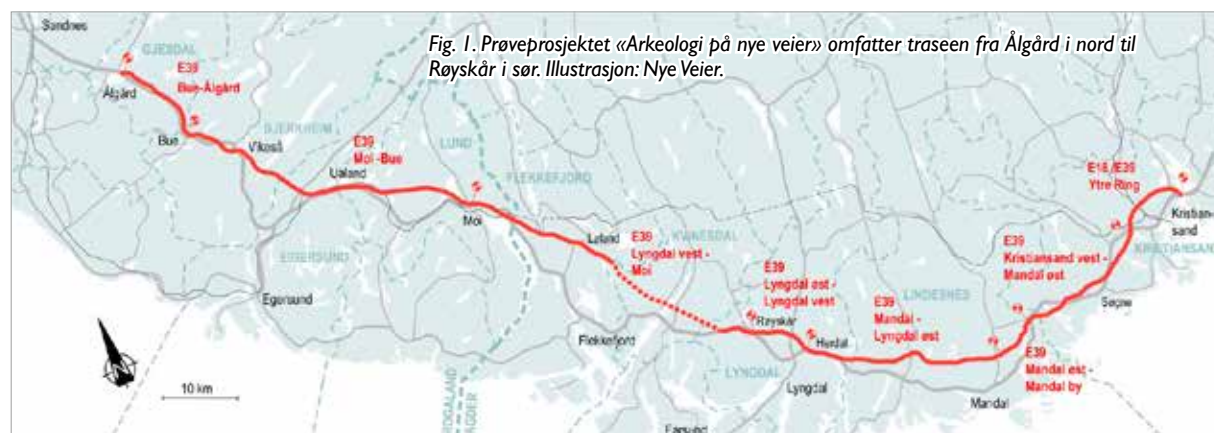 Fig. 1. Prøveprosjektet «Arkeologi på nye veier» omfatter traseen fra Ålgård i nord til
Røyskår i sør. Illustrasjon: Nye Veier.
Sandnes
GJESDAL
E39
Bue-Ålgård
Ålgård
Bue
BJERKREIM
Vikeså
Ualand
E39
Moi -Bue
LUND
Moi
FLEKKEFJORD
EIGERSUND
Egersund
Leland
KVINESDAL
E39
Lyngdal vest -
Moi
Flekkefjord
E39
Lyngdal øst -
Lyngdal vest
Røyskår
Herdal
LYNGDAL
Lyngdal
E39
Mandal -
Lyngdal øst
LINDESNES
E39
Kristiansand vest -
Mandal øst
E18 /E39
Ytre Ring
Kristian-
sand
KRISTIANSAN
Søgne
E39
Mandal øst -
Mandal by
Mandal
Farsund
ROGALAND
AGDER
N
10 km